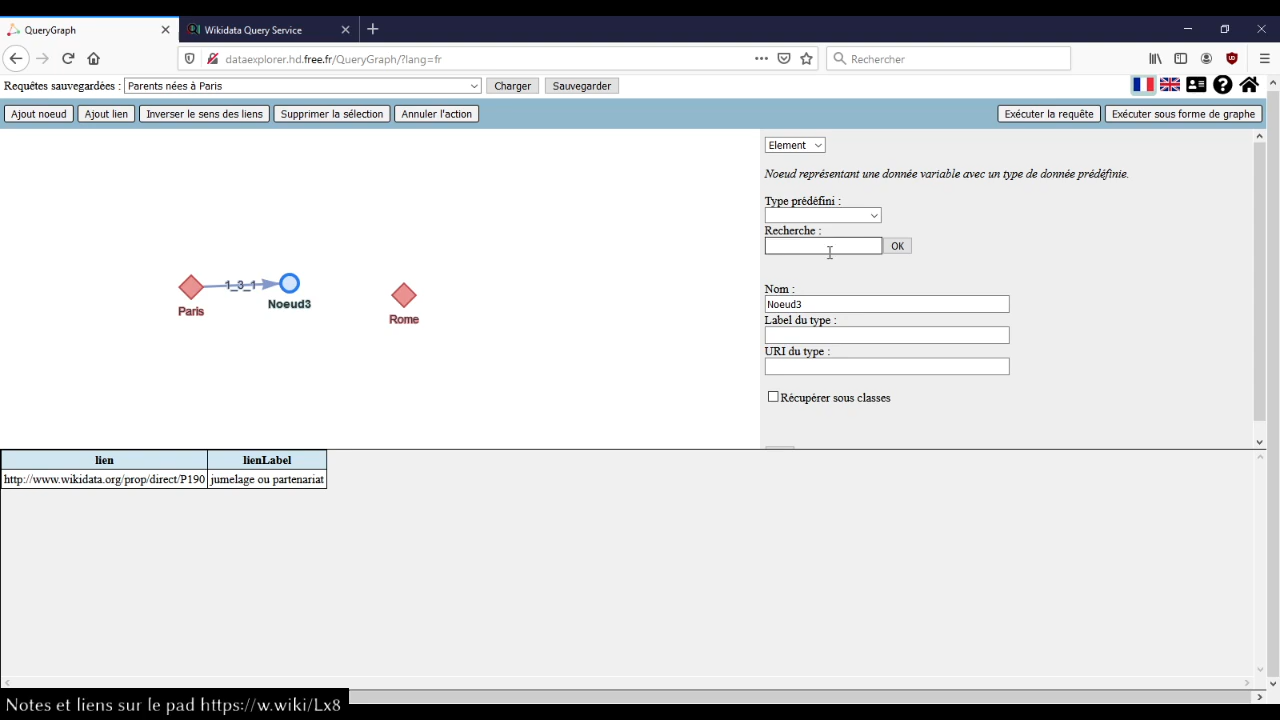 QueryGraph
Wikidata Query Service
dataexplorer.hd.free.fr/QueryGraph/?lang=fr
Rechercher
Requêtes sauvegardées : Parents nées à Paris
Charger
Sauvegarder
Ajout noeud
Ajout lien
Inverser le sens des liens
Supprimer la sélection
Annuler l'action
Exécuter la requête
Exécuter sous forme de graphe
Element
Noeud représentant une donnée variable avec un type de donnée prédéfinie.
Type prédéfini :
Recherche :
OK
1_3_1
Paris
Noeud3
Rome
Nom :
Noeud3
Label du type :
URI du type :
Récupérer sous classes
lien lienLabel
http://www.wikidata.org/prop/direct/P190 jumelage ou partenariat
Notes et liens sur le pad https://w.wiki/Lx8